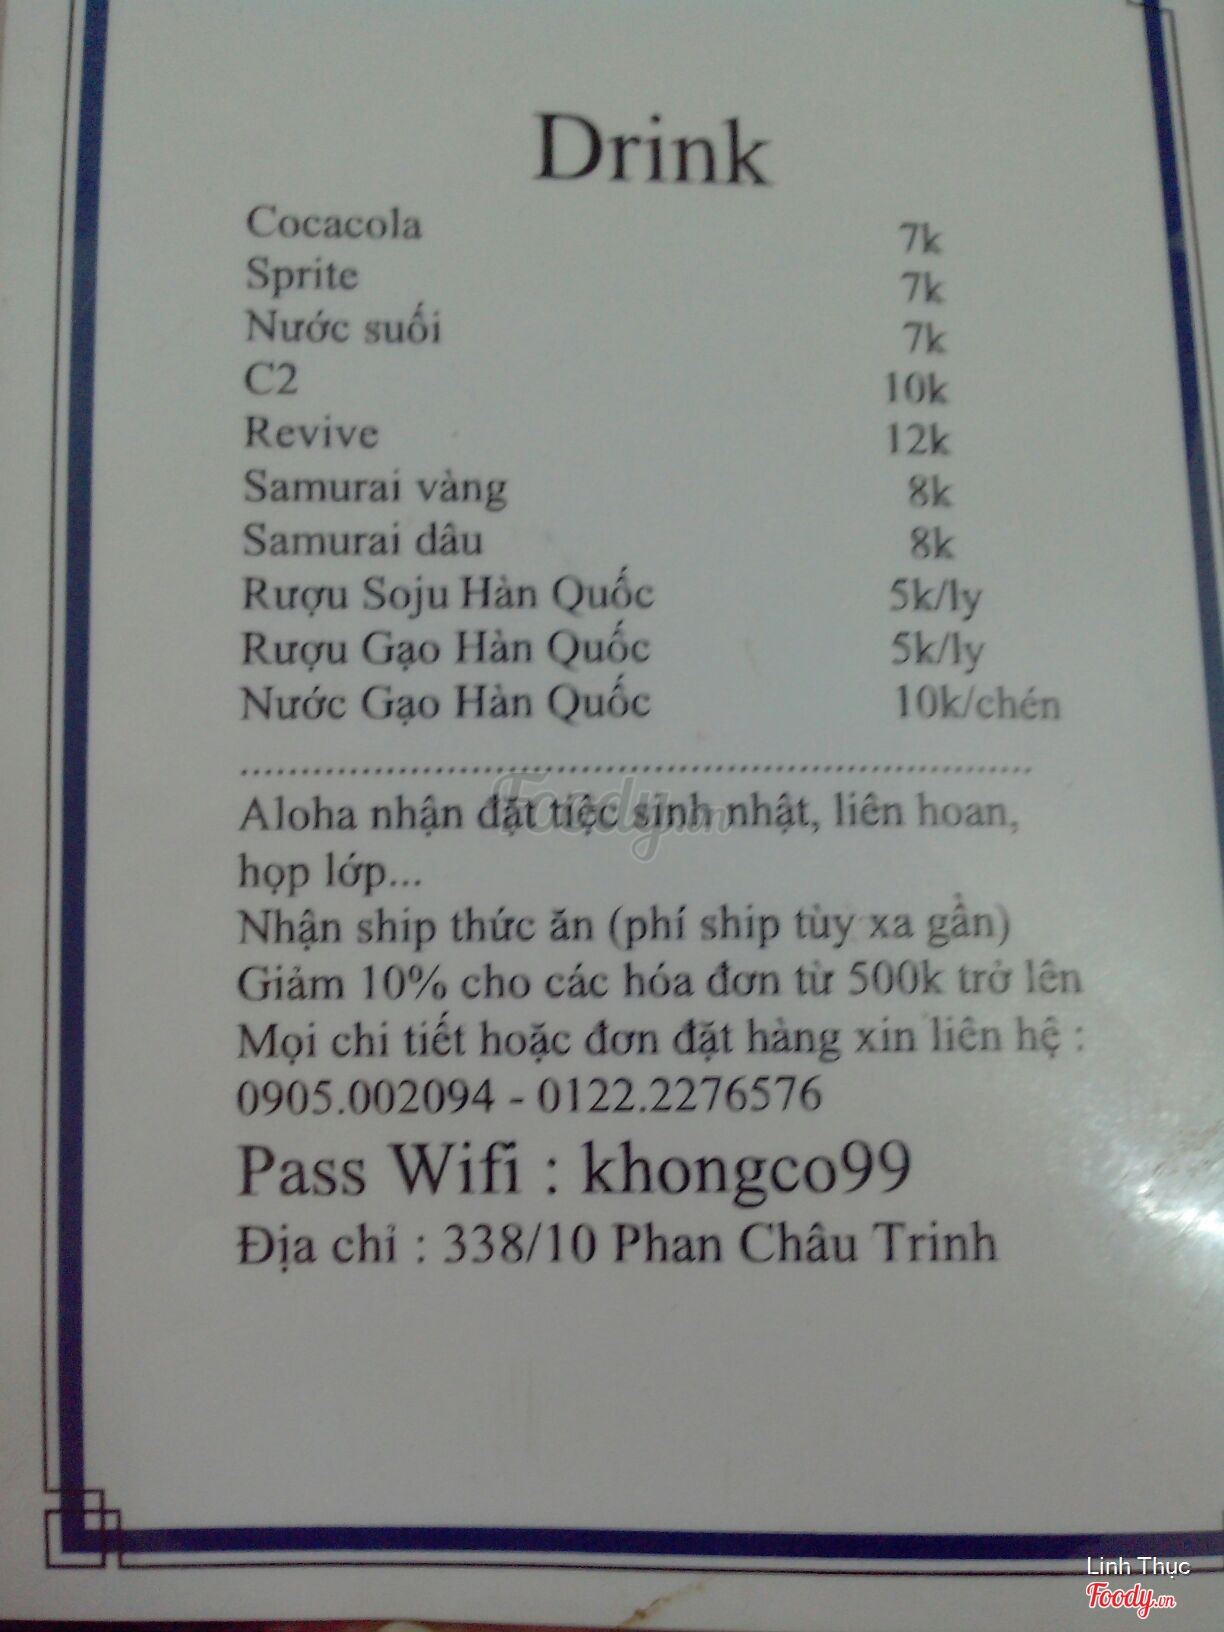 Drink
Cocacola 7k
Sprite 7k
Nước suối 7k
C2 10k
Revive 12k
Samurai vàng 8k
Samurai dâu 8k
Rượu Soju Hàn Quốc 5k/ly
Rượu Gạo Hàn Quốc 5k/ly
Nước Gạo Hàn Quốc 10k/chén
Aloha nhận đặt tiệc sinh nhật, liên hoan,
họp lớp...
Nhận ship thức ăn (phí ship tùy xa gần)
Giảm 10% cho các hóa đơn từ 500k trở lên
Mọi chi tiết hoặc đơn đặt hàng xin liên hệ :
0905.002094 - 0122.2276576
Pass Wifi : khongco99
Địa chỉ : 338/10 Phan Châu Trinh
Foody.vn
Linh Thục
Foody.vn